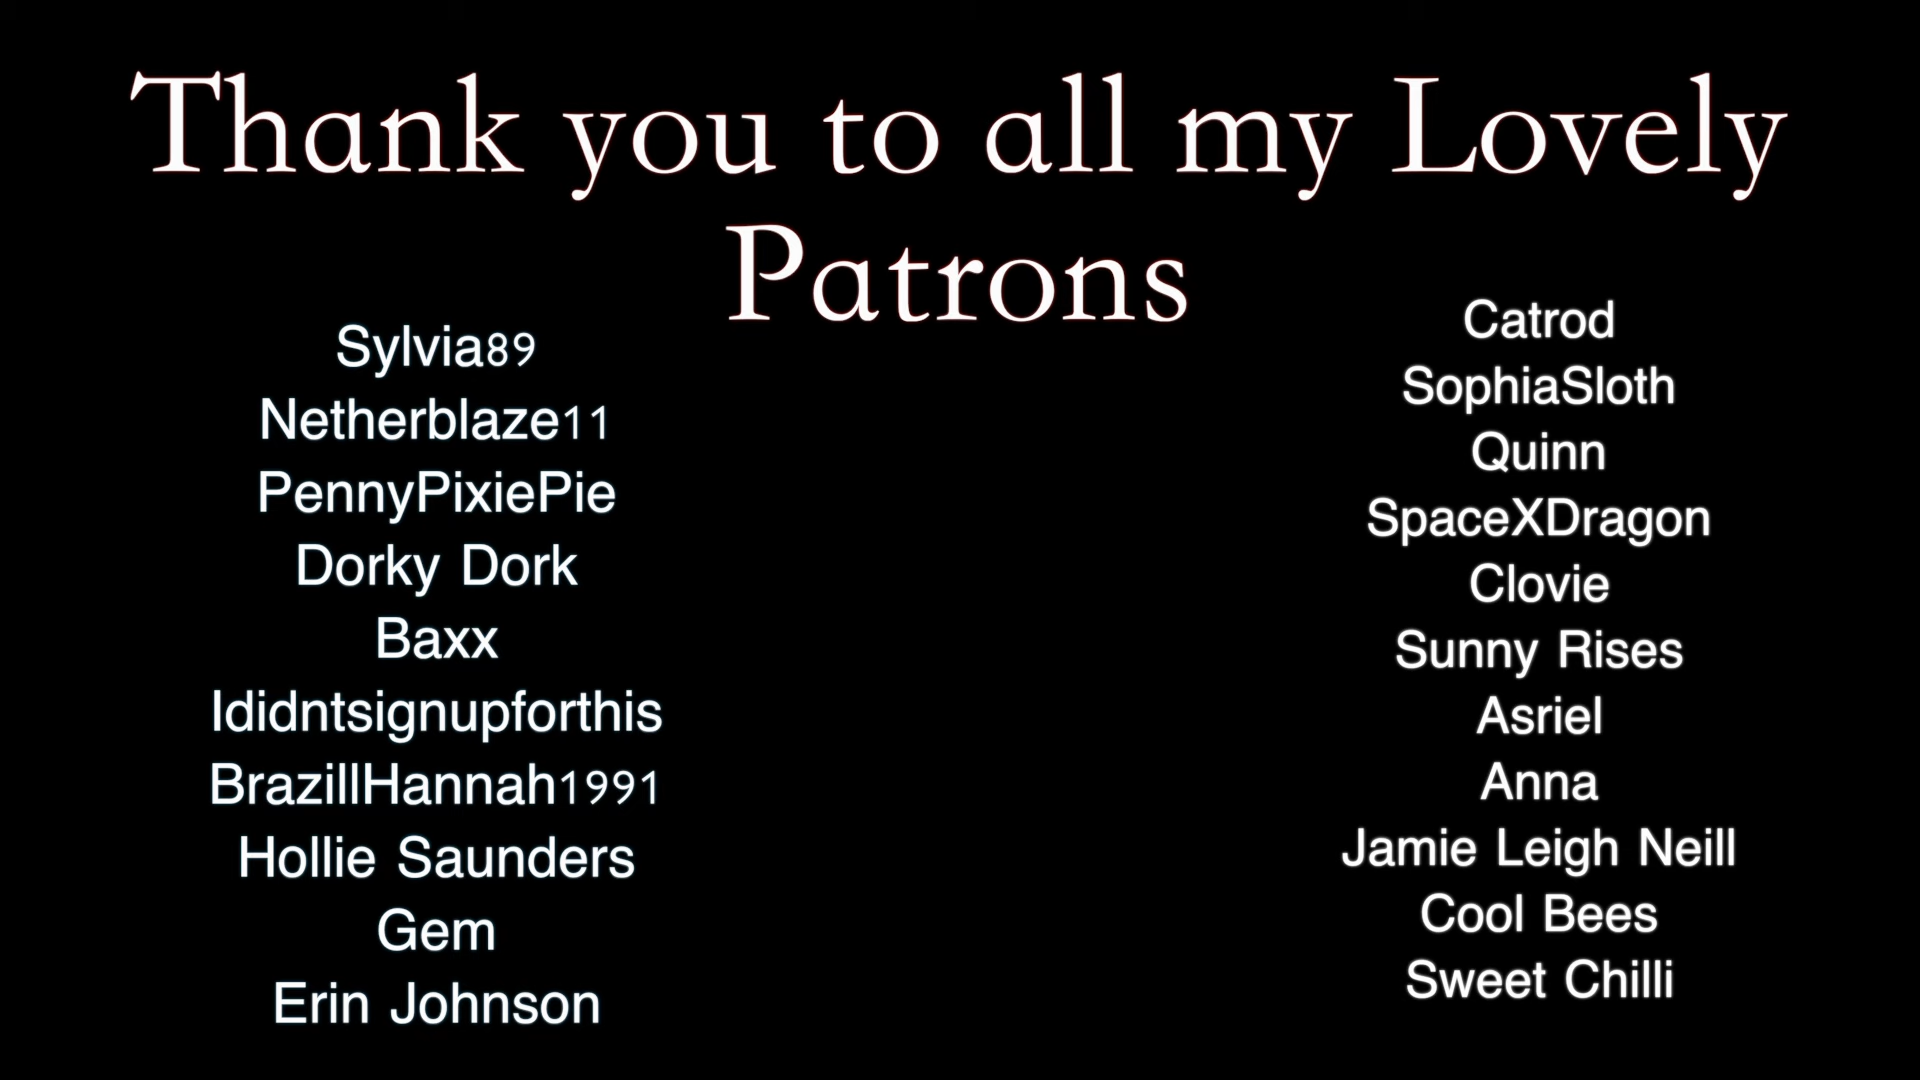 Thank you to all my Lovely
Patrons
Sylvia89
Netherblaze11
PennyPixiePie
Dorky Dork
Baxx
Ididntsignupforthis
BrazillHannah1991
Hollie Saunders
Gem
Erin Johnson
Catrod
SophiaSloth
Quinn
SpaceXDragon
Clovie
Sunny Rises
Asriel
Anna
Jamie Leigh Neill
Cool Bees
Sweet Chilli